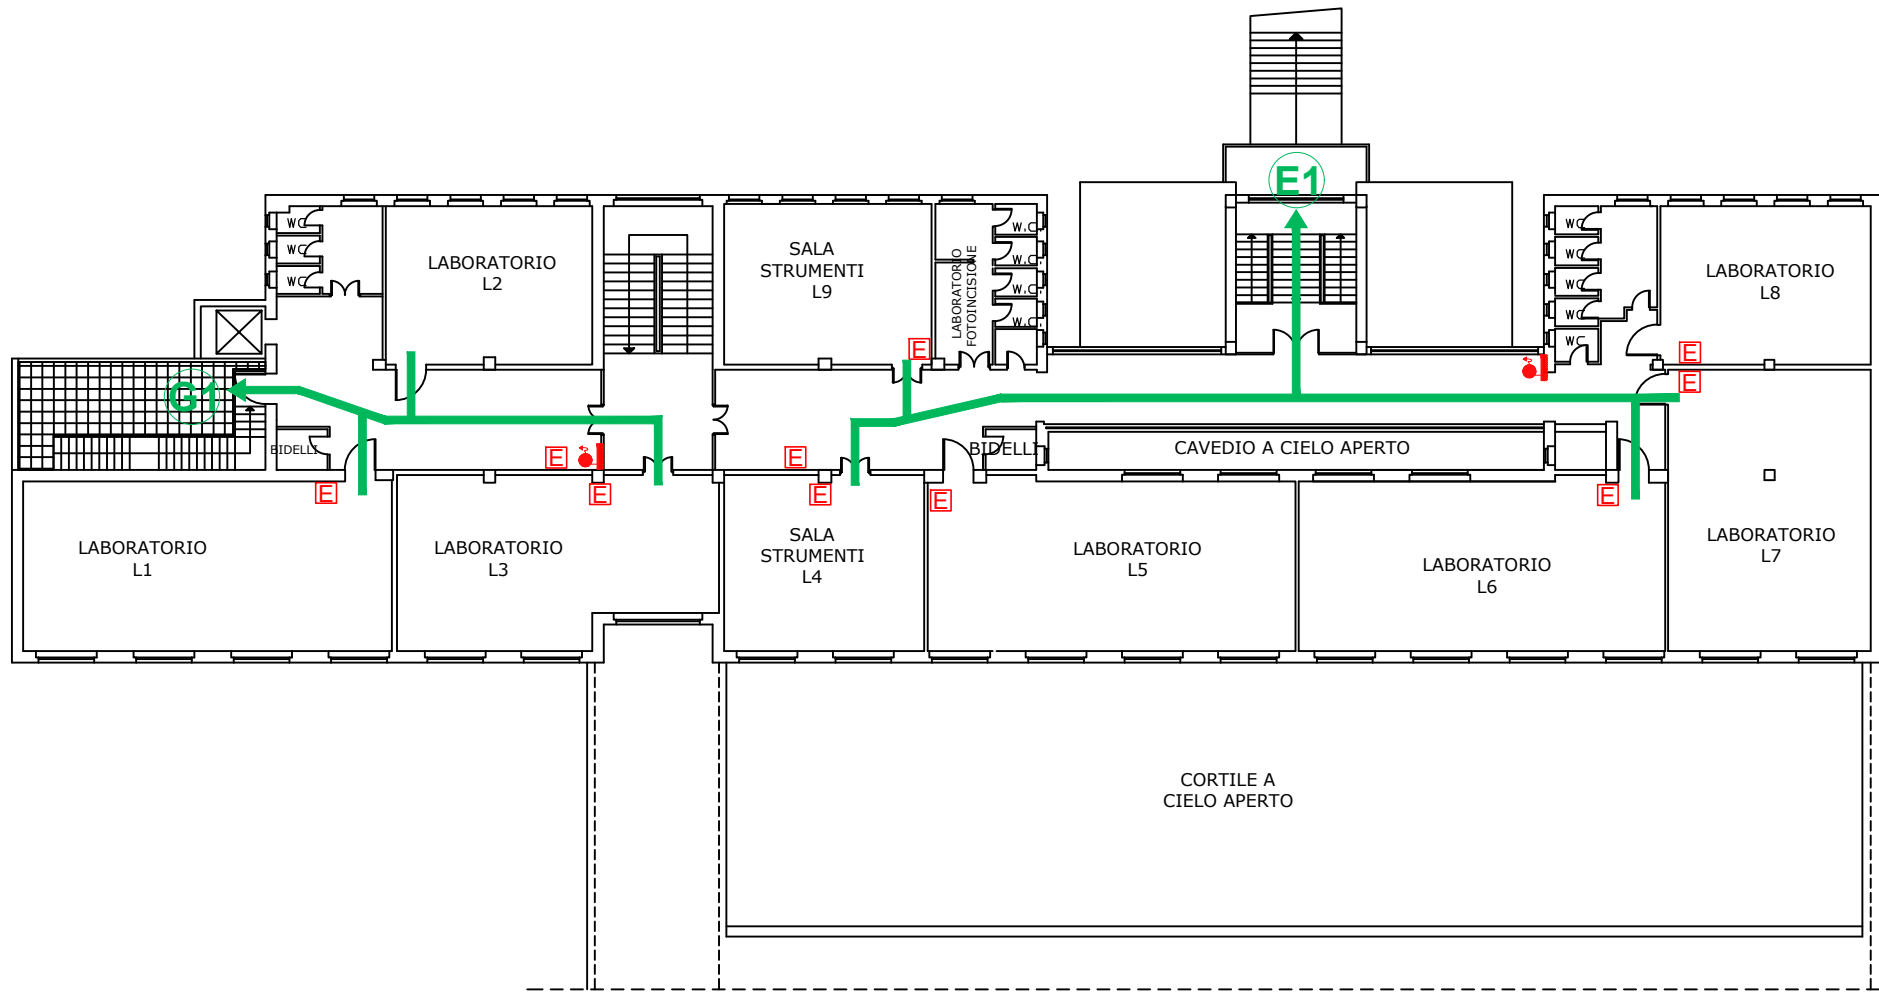 E1
WC
WC
WC
LABORATORIO
L2
SALA
STRUMENTI
L9
LABORATORIO
FOTOINCISIONE
W.C.
W.C.
W.C.
W.C.
WC
WC
WC
WC
WC
LABORATORIO
L8
E
E
E
G1
BIDELLI
E
E
BIDELLI
CAVEDIO A CIELO APERTO
E
E
E
E
E
LABORATORIO
L1
LABORATORIO
L3
SALA
STRUMENTI
L4
LABORATORIO
L5
LABORATORIO
L6
LABORATORIO
L7
CORTILE A
CIELO APERTO